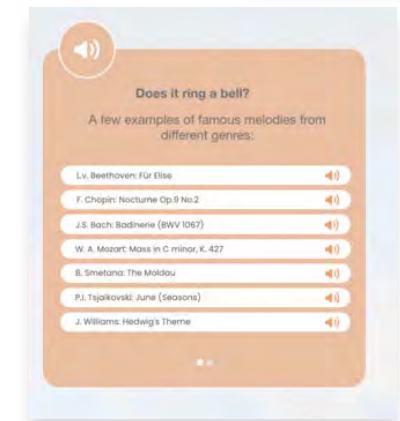 Does it ring a bell?
A few examples of famous melodies from
different genres:
L.v. Beethoven: Für Elise
F. Chopin: Nocturne Op.9 No.2
J.S. Bach: Badinerie (BWV 1067)
W. A. Mozart: Mass in C minor, K. 427
B. Smetana: The Moldau
P.I. Tsjaikovski: June (Seasons)
J. Williams: Hedwig's Theme